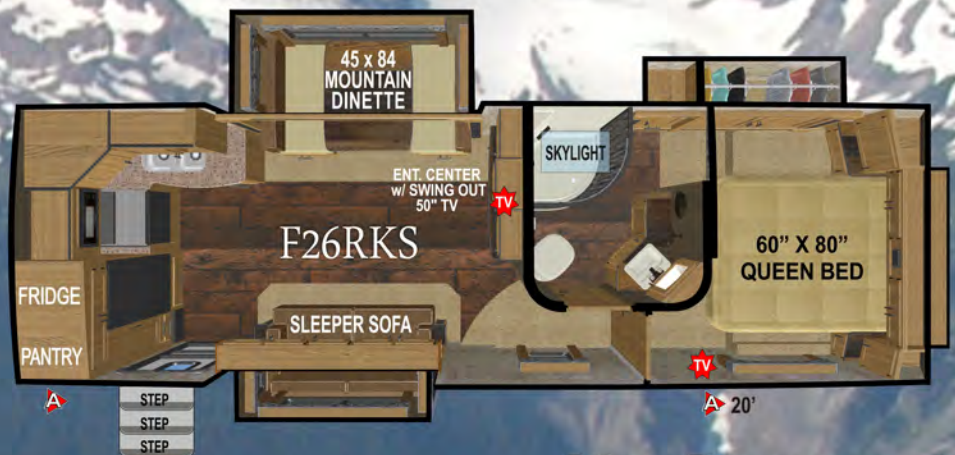 45 x 84
MOUNTAIN
DINETTE
SKYLIGHT
ENT. CENTER
w/ SWING OUT
50" TV
TV
F26RKS
60” X 80”
QUEEN BED
FRIDGE
SLEEPER SOFA
PANTRY
TV
A
A 20'
STEP
STEP
STEP